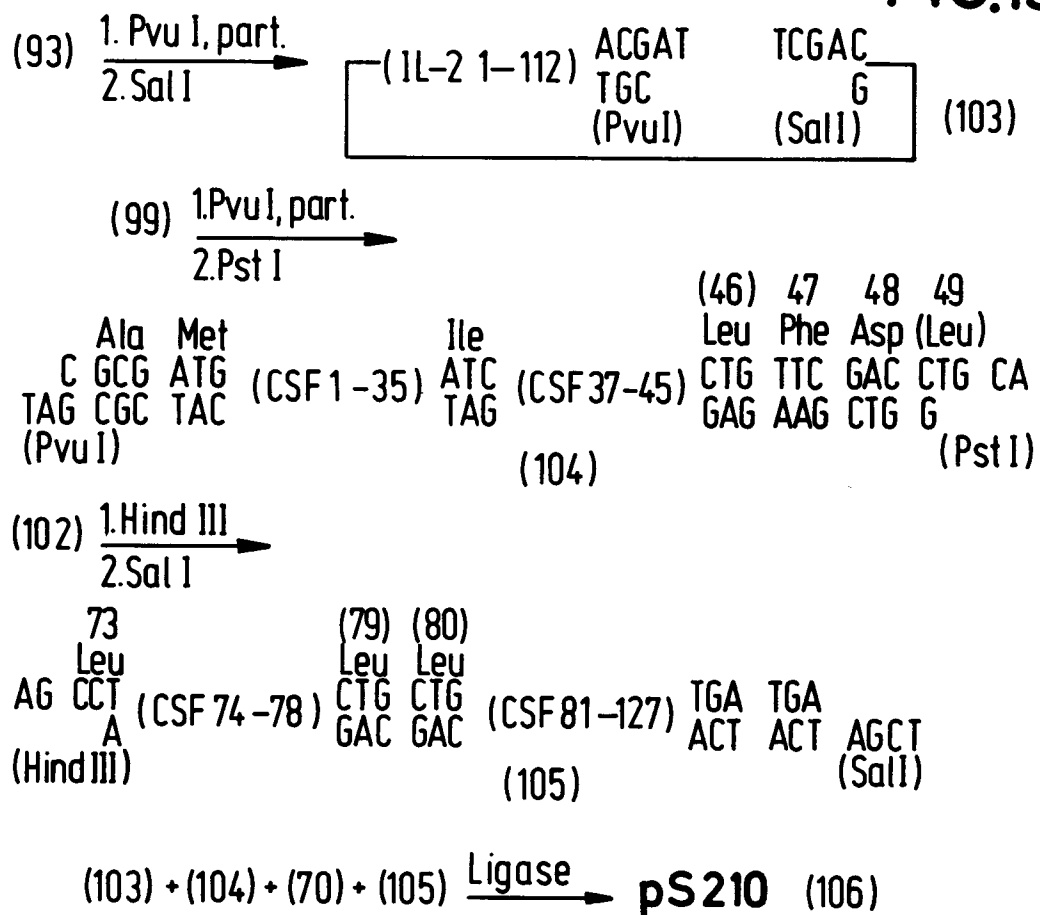 FIG.
(93) 1. Pvu I, part.
2. Sal I
(IL-2 1-112) ACGAT TCGAC
TGC G
(PvuI) (SalI) (103)
(99) 1.Pvu I, part.
2.Pst I
(46) 47 48 49
Ala Met Ile Leu Phe Asp (Leu)
C GCG ATG (CSF 1-35) ATC (CSF 37-45) CTG TTC GAC CTG CA
TAG CGC TAC TAG GAG AAG CTG G
(Pvu I) (Pst I)
(104)
(102) 1.Hind III
2.Sal I
73 (79) (80)
Leu Leu Leu
AG CCT (CSF 74-78) CTG CTG (CSF 81-127) TGA TGA
A GAC GAC ACT ACT AGCT
(Hind III) (SalI)
(105)
(103) + (104) + (70) + (105) Ligase pS210 (106)